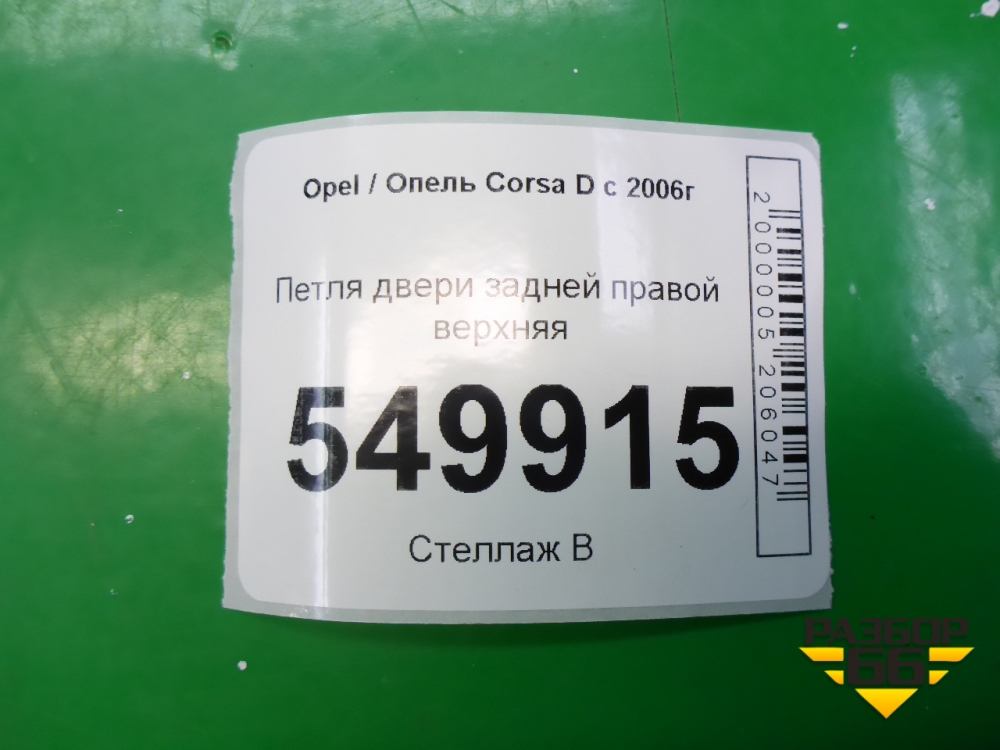 Opel / Опель Corsa D с 2006г
Петля двери задней правой
верхняя
549915
Стеллаж В
2000005206047
РАЗБОР
66